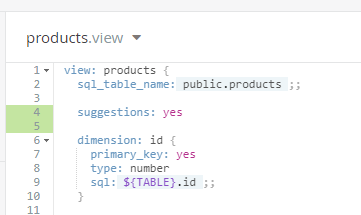 products.view
1 view: products {
2 sql_table_name: public.products ;;
3
4 suggestions: yes
5
6 dimension: id {
7 primary_key: yes
8 type: number
9 sql: ${TABLE}.id ;;
10 }
11